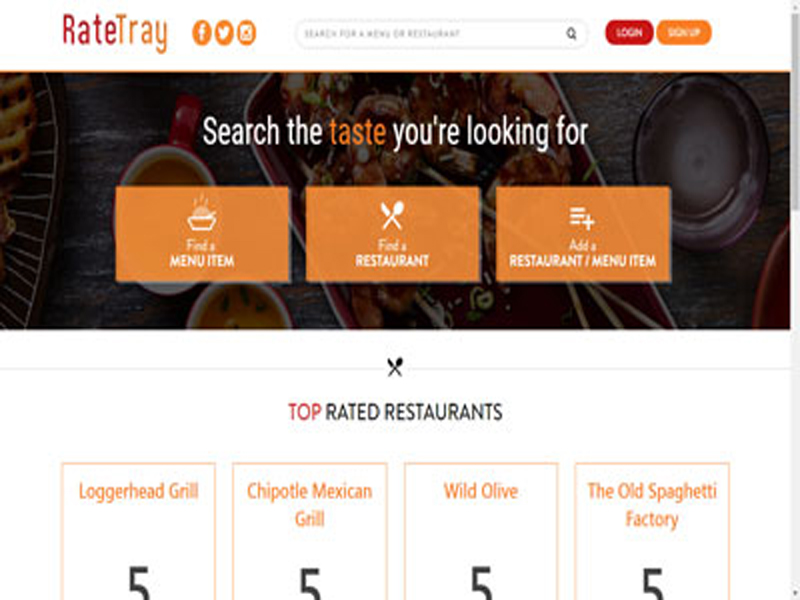 RateTray
SEARCH FOR A MENU OR RESTAURANT
LOGIN
SIGN UP
Search the taste you're looking for
Find a
MENU ITEM
Find a
RESTAURANT
Add a
RESTAURANT / MENU ITEM
TOP RATED RESTAURANTS
Loggerhead Grill
Chipotle Mexican
Grill
Wild Olive
The Old Spaghetti
Factory
5
5
5
5